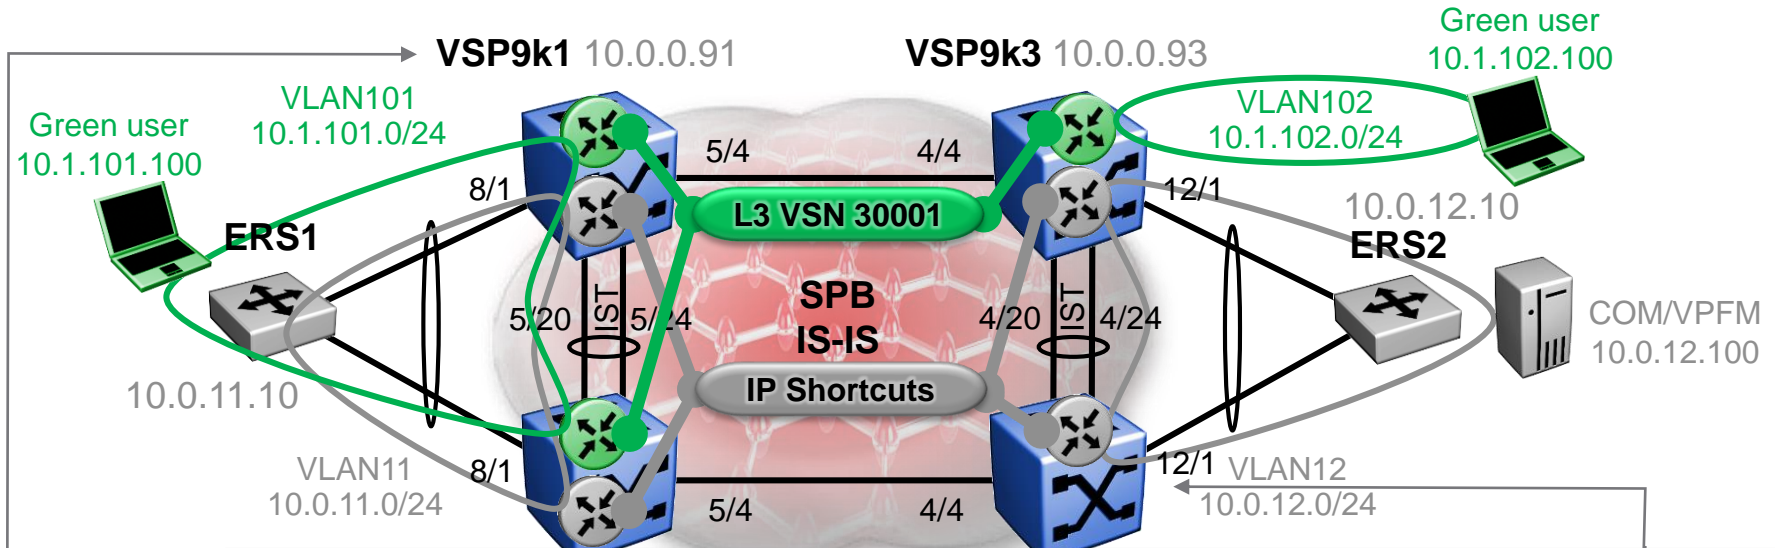 VSP9k1 10.0.0.91
VSP9k3 10.0.0.93
Green user
10.1.102.100
VLAN101
10.1.101.0/24
VLAN102
10.1.102.0/24
Green user
10.1.101.100
5/4
4/4
8/1
12/1
L3 VSN 30001
10.0.12.10
ERS1
ERS2
SPB
IS-IS
5/20
IST
5/24
4/20
IST
4/24
COM/VPFM
10.0.12.100
10.0.11.10
IP Shortcuts
VLAN11
10.0.11.0/24
8/1
12/1
VLAN12
10.0.12.0/24
5/4
4/4